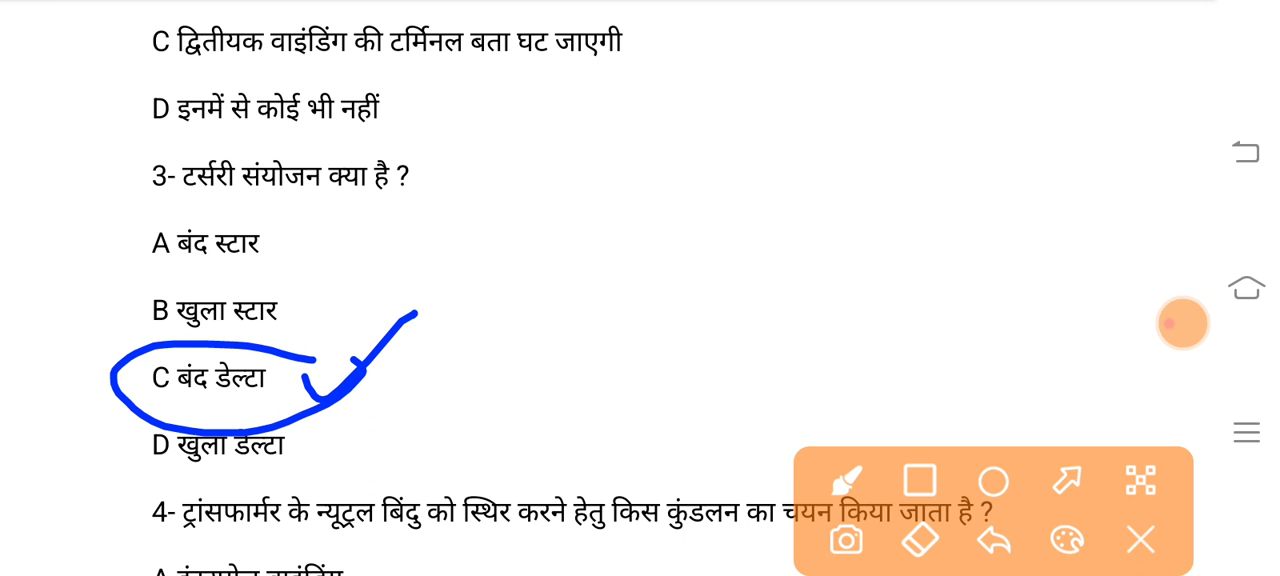 C द्वितीयक वाइंडिंग की टर्मिनल बता घट जाएगी
D इनमें से कोई भी नहीं
3- टर्सरी संयोजन क्या है ?
A बंद स्टार
B खुला स्टार
C बंद डेल्टा
D खुला डेल्टा
4- ट्रांसफार्मर के न्यूट्रल बिंदु को स्थिर करने हेतु किस कुंडलन का चयन किया जाता है ?